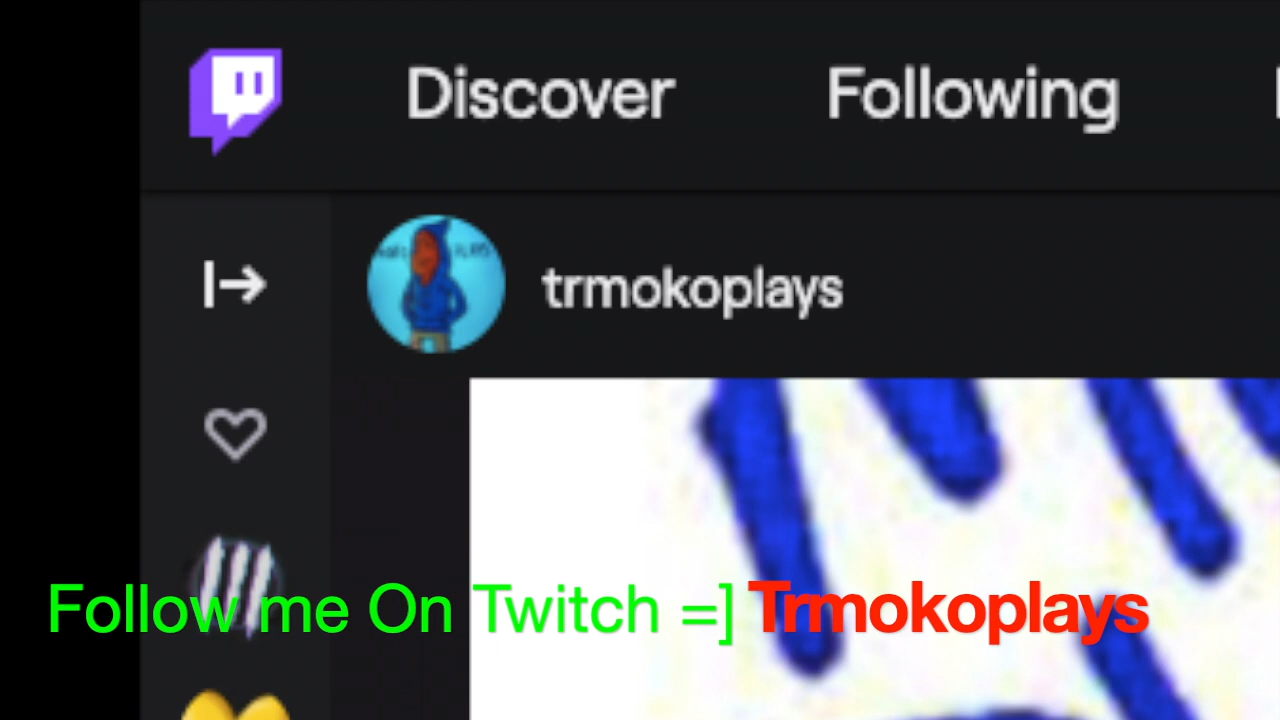 Discover Following
trmokoplays
Follow me On Twitch =] Trmokoplays